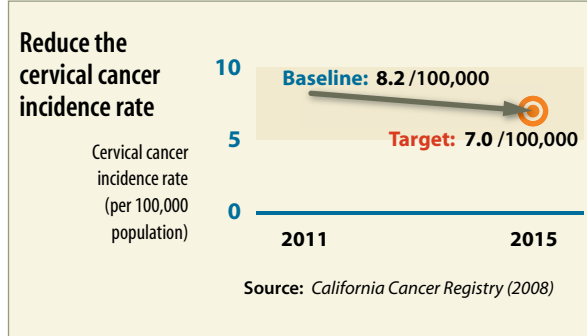 Reduce the
cervical cancer
incidence rate
Cervical cancer
incidence rate
(per 100,000
population)
10
5
0
Baseline: 8.2 /100,000
Target: 7.0 /100,000
2011
2015
Source: California Cancer Registry (2008)